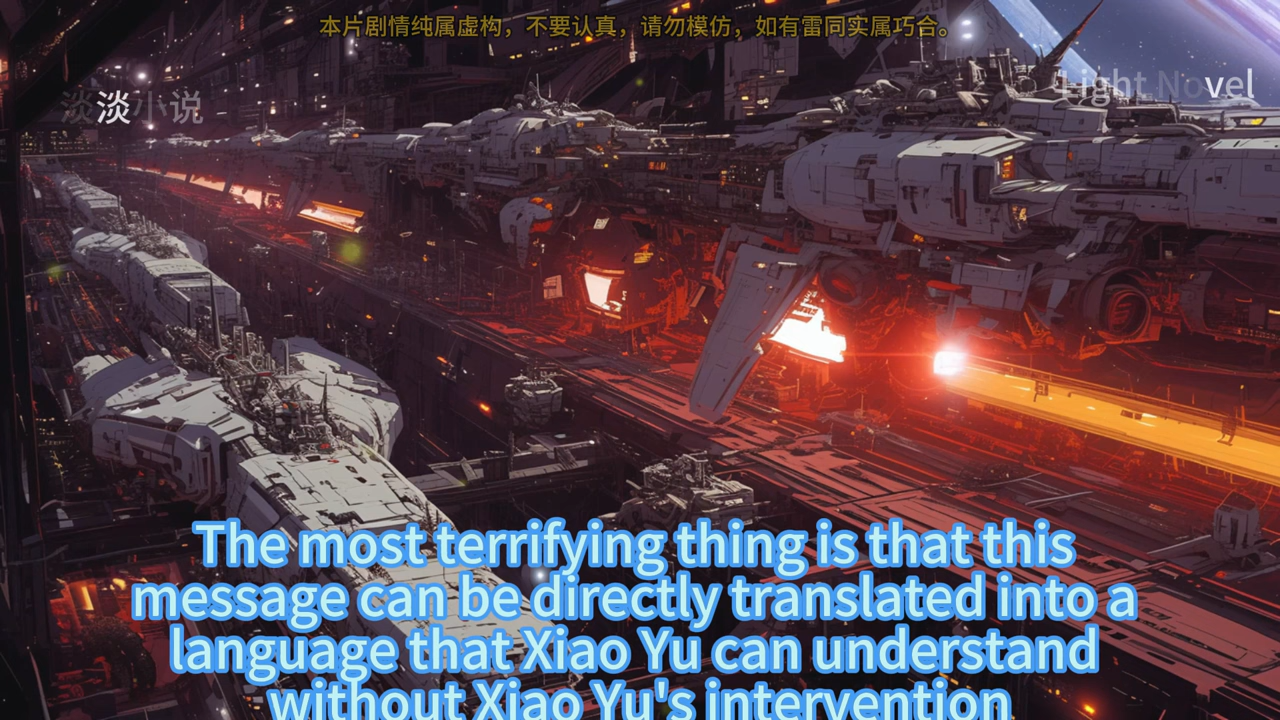 本片剧情纯属虚构，不要认真，请勿模仿，如有雷同实属巧合。
淡淡小说
Light Novel
The most terrifying thing is that this
message can be directly translated into a
language that Xiao Yu can understand
without Xiao Yu's intervention